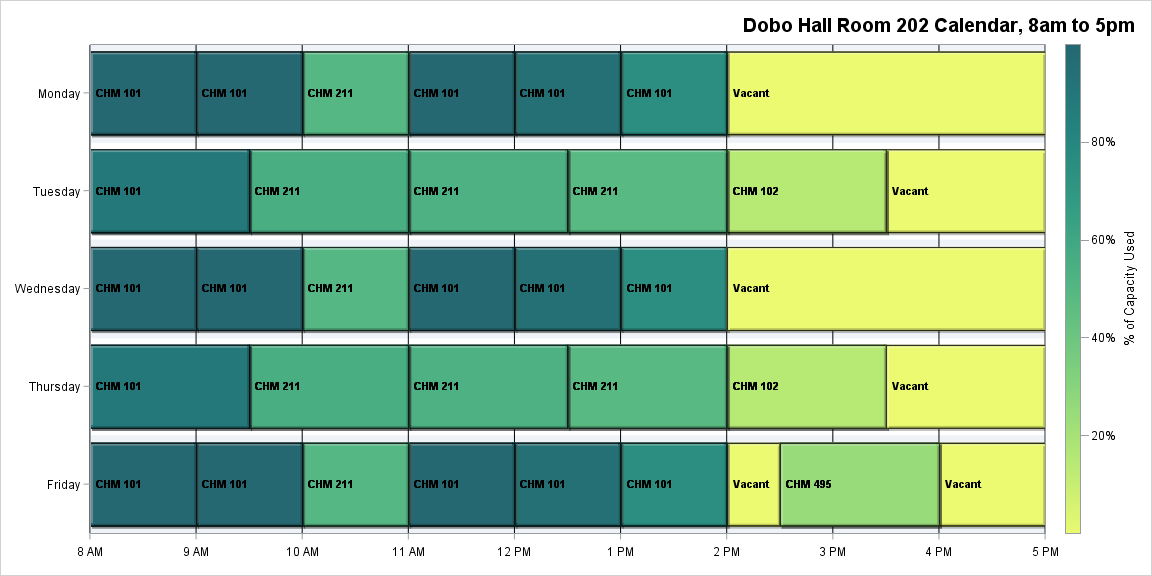 Dobo Hall Room 202 Calendar, 8am to 5pm
Monday CHM 101 CHM 101 CHM 211 CHM 101 CHM 101 CHM 101 Vacant
Tuesday CHM 101 CHM 211 CHM 211 CHM 211 CHM 102 Vacant
Wednesday CHM 101 CHM 101 CHM 211 CHM 101 CHM 101 CHM 101 Vacant
Thursday CHM 101 CHM 211 CHM 211 CHM 211 CHM 102 Vacant
Friday CHM 101 CHM 101 CHM 211 CHM 101 CHM 101 CHM 101 Vacant CHM 495 Vacant
8 AM 9 AM 10 AM 11 AM 12 PM 1 PM 2 PM 3 PM 4 PM 5 PM
80%
60%
40%
20%
% of Capacity Used